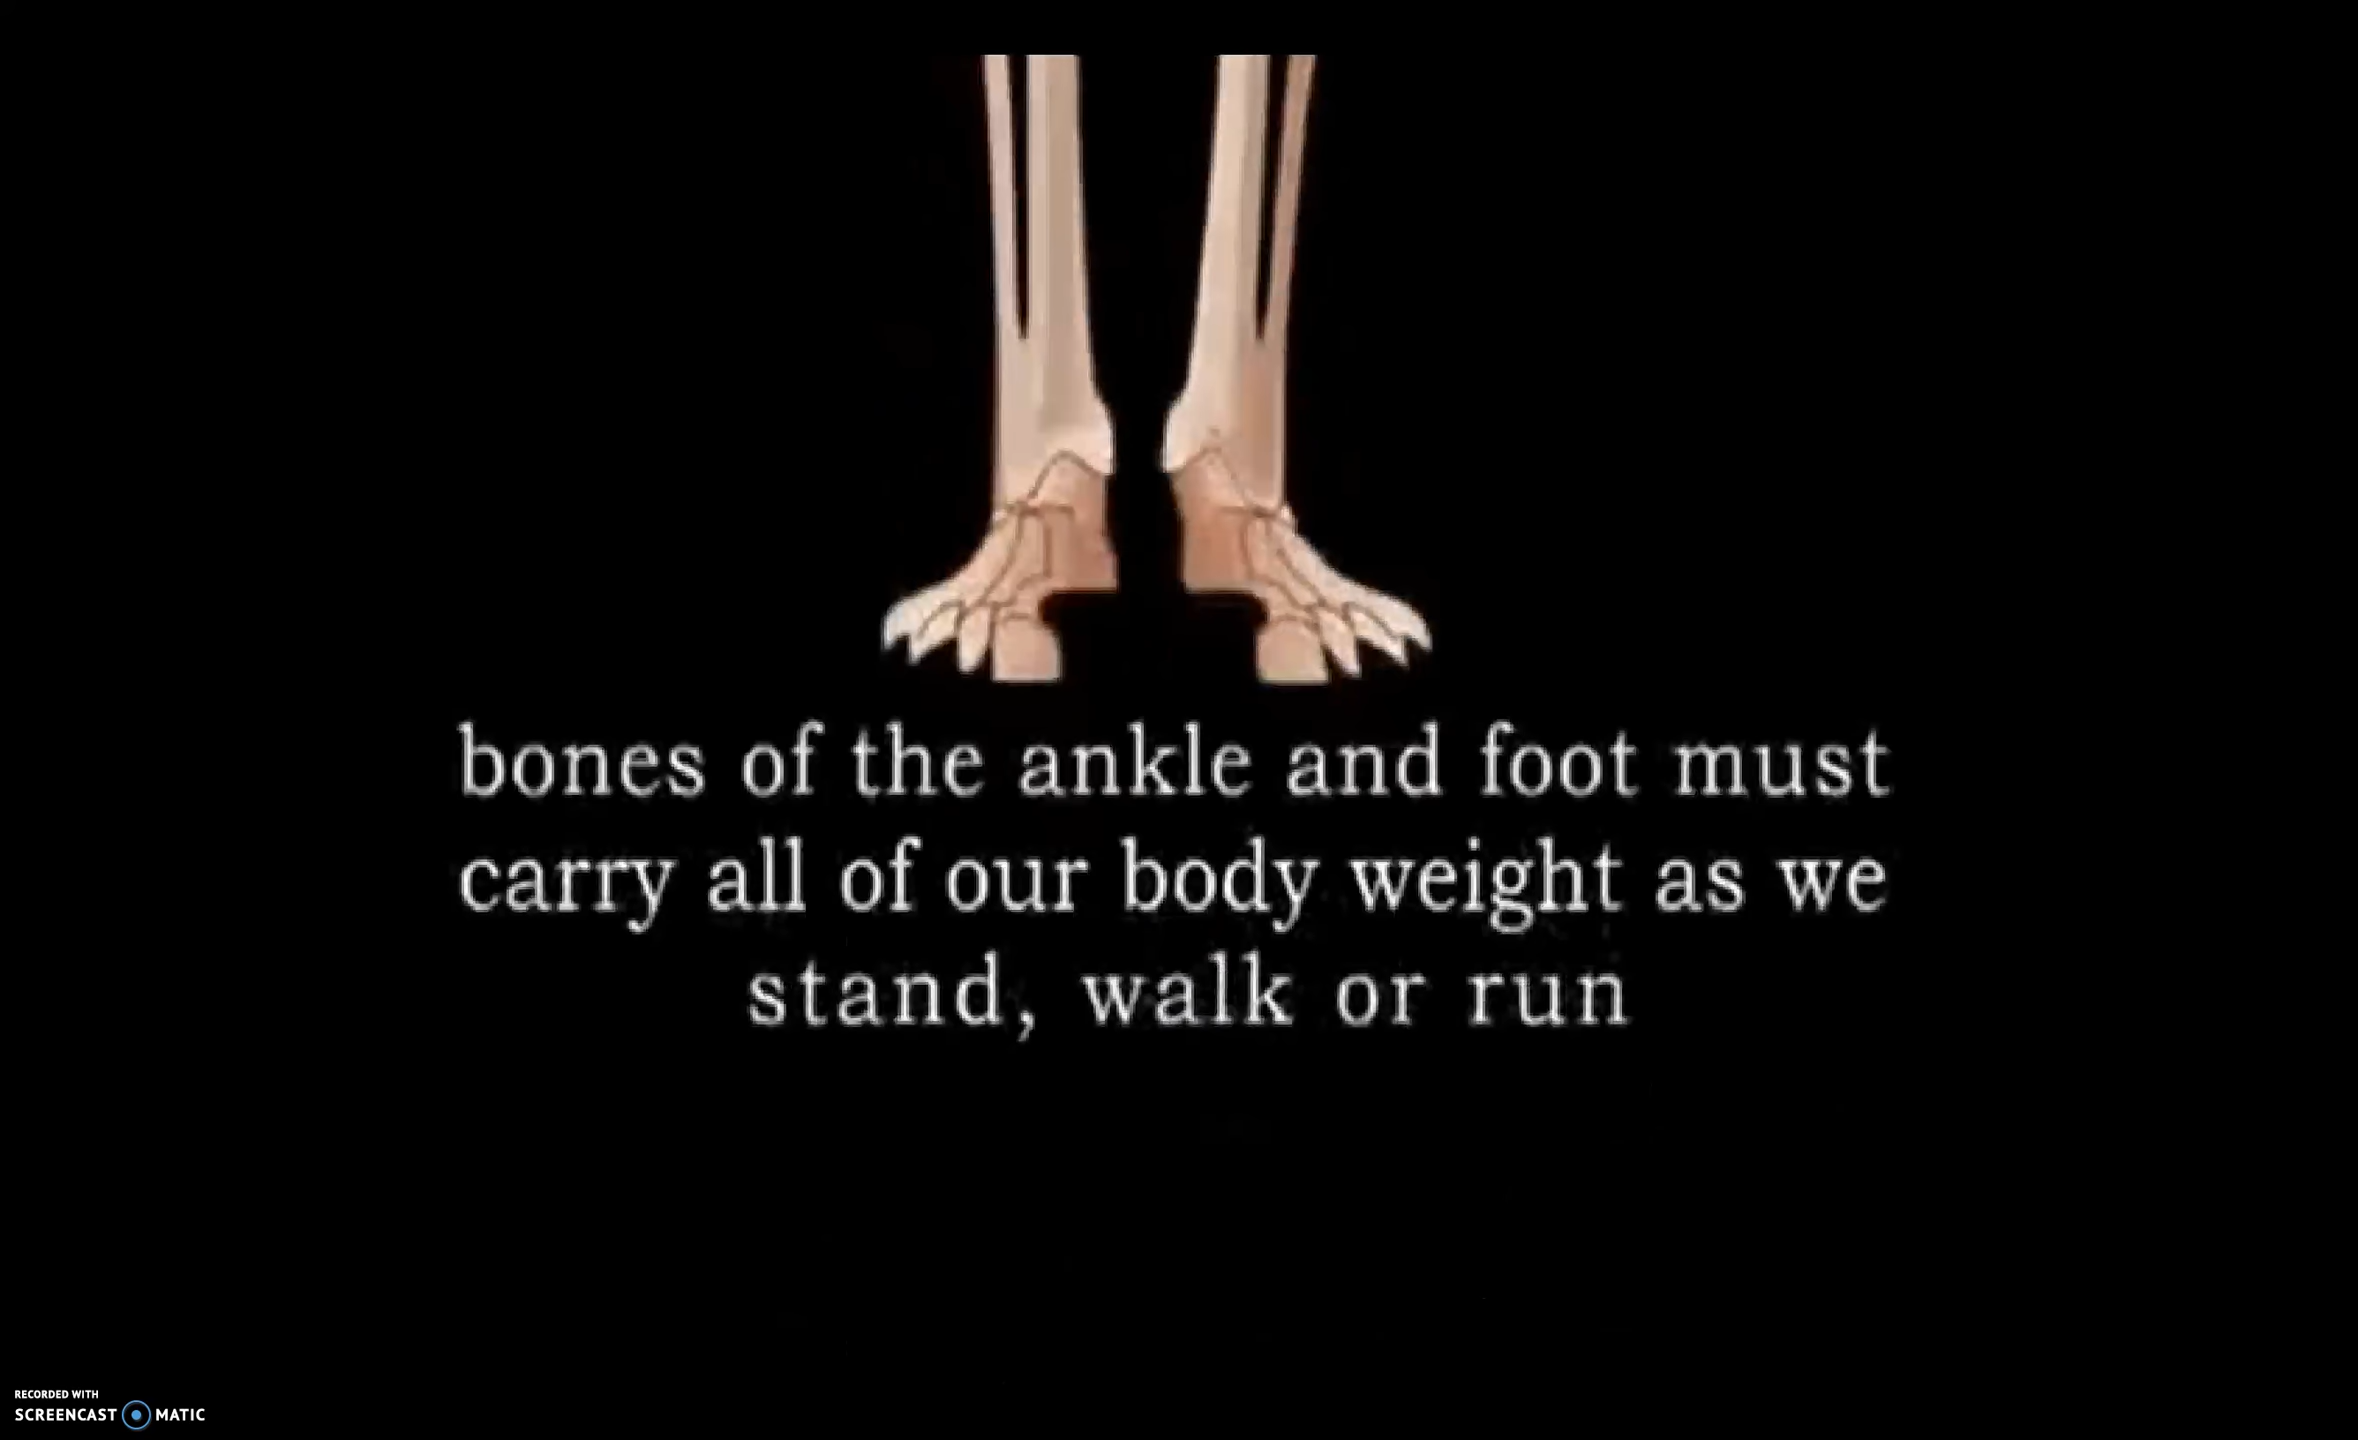 bones of the ankle and foot must
carry all of our body weight as we
stand, walk or run
RECORDED WITH
SCREENCAST MATIC